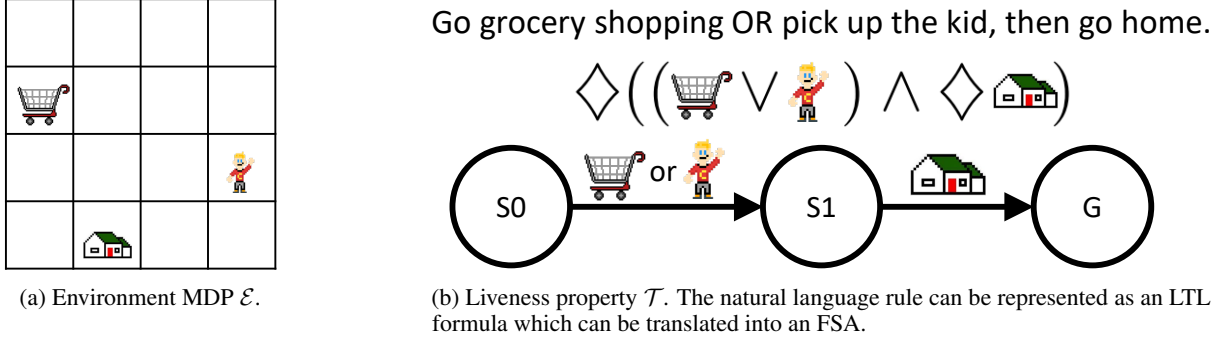 Go grocery shopping OR pick up the kid, then go home.
◇(( ∨ ) ∧ ◇ )
or
S0 S1 G
(a) Environment MDP ℰ.
(b) Liveness property 𝒯. The natural language rule can be represented as an LTL
formula which can be translated into an FSA.